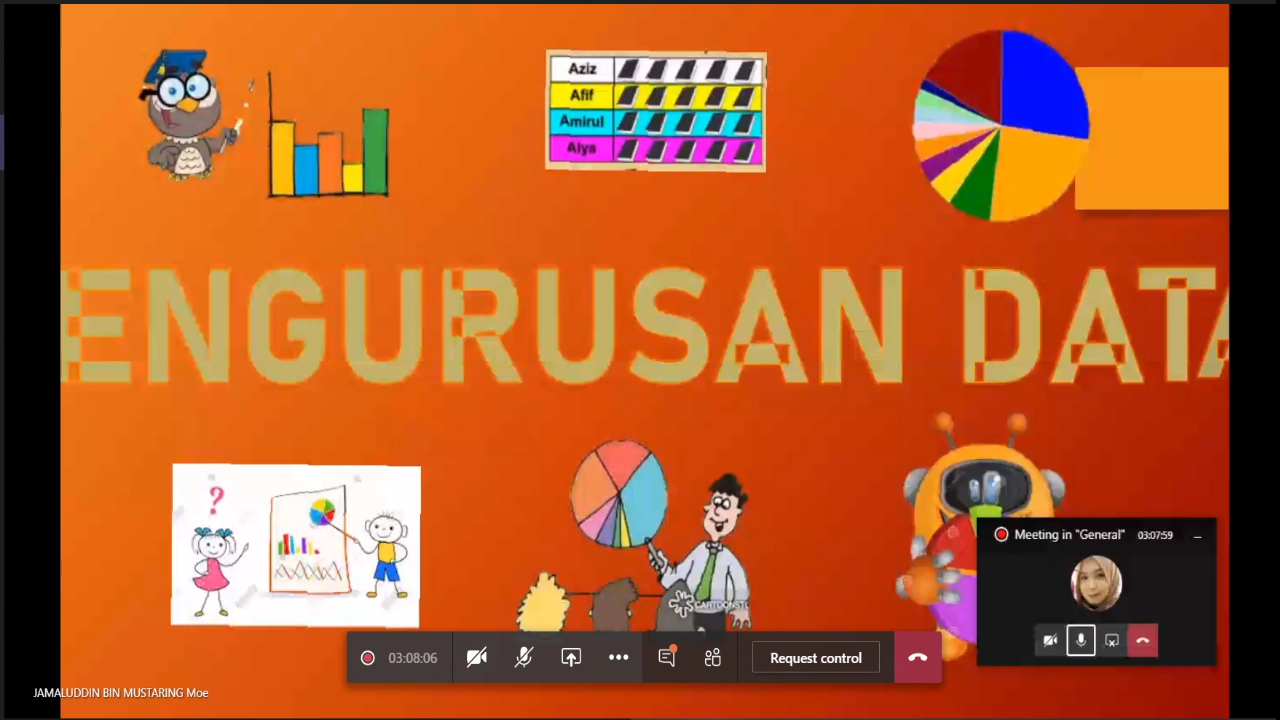 Aziz
Afif
Amirul
Alya
ENGURUSAN DATA
?
CARTOONST
Meeting in "General" 03:07:59
03:08:06
Request control
JAMALUDDIN BIN MUSTARING Moe